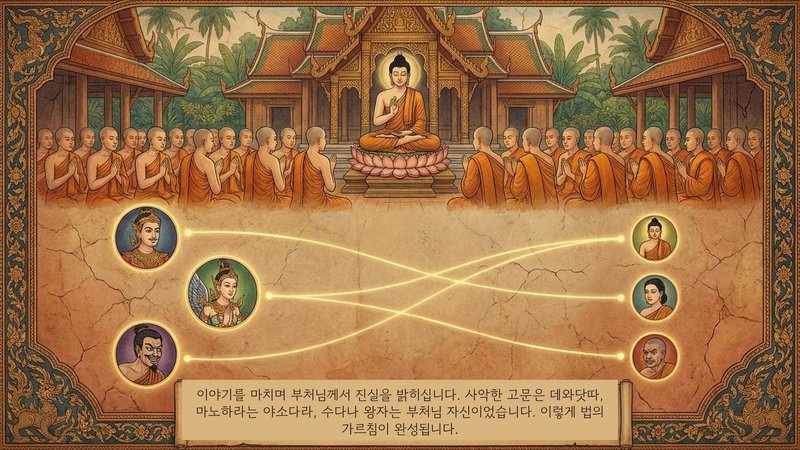 이야기를 마치며 부처님께서 진실을 밝히십니다. 사악한 고문은 데와닷따,
마노하라는 야소다라, 수다나 왕자는 부처님 자신이었습니다. 이렇게 법의
가르침이 완성됩니다.